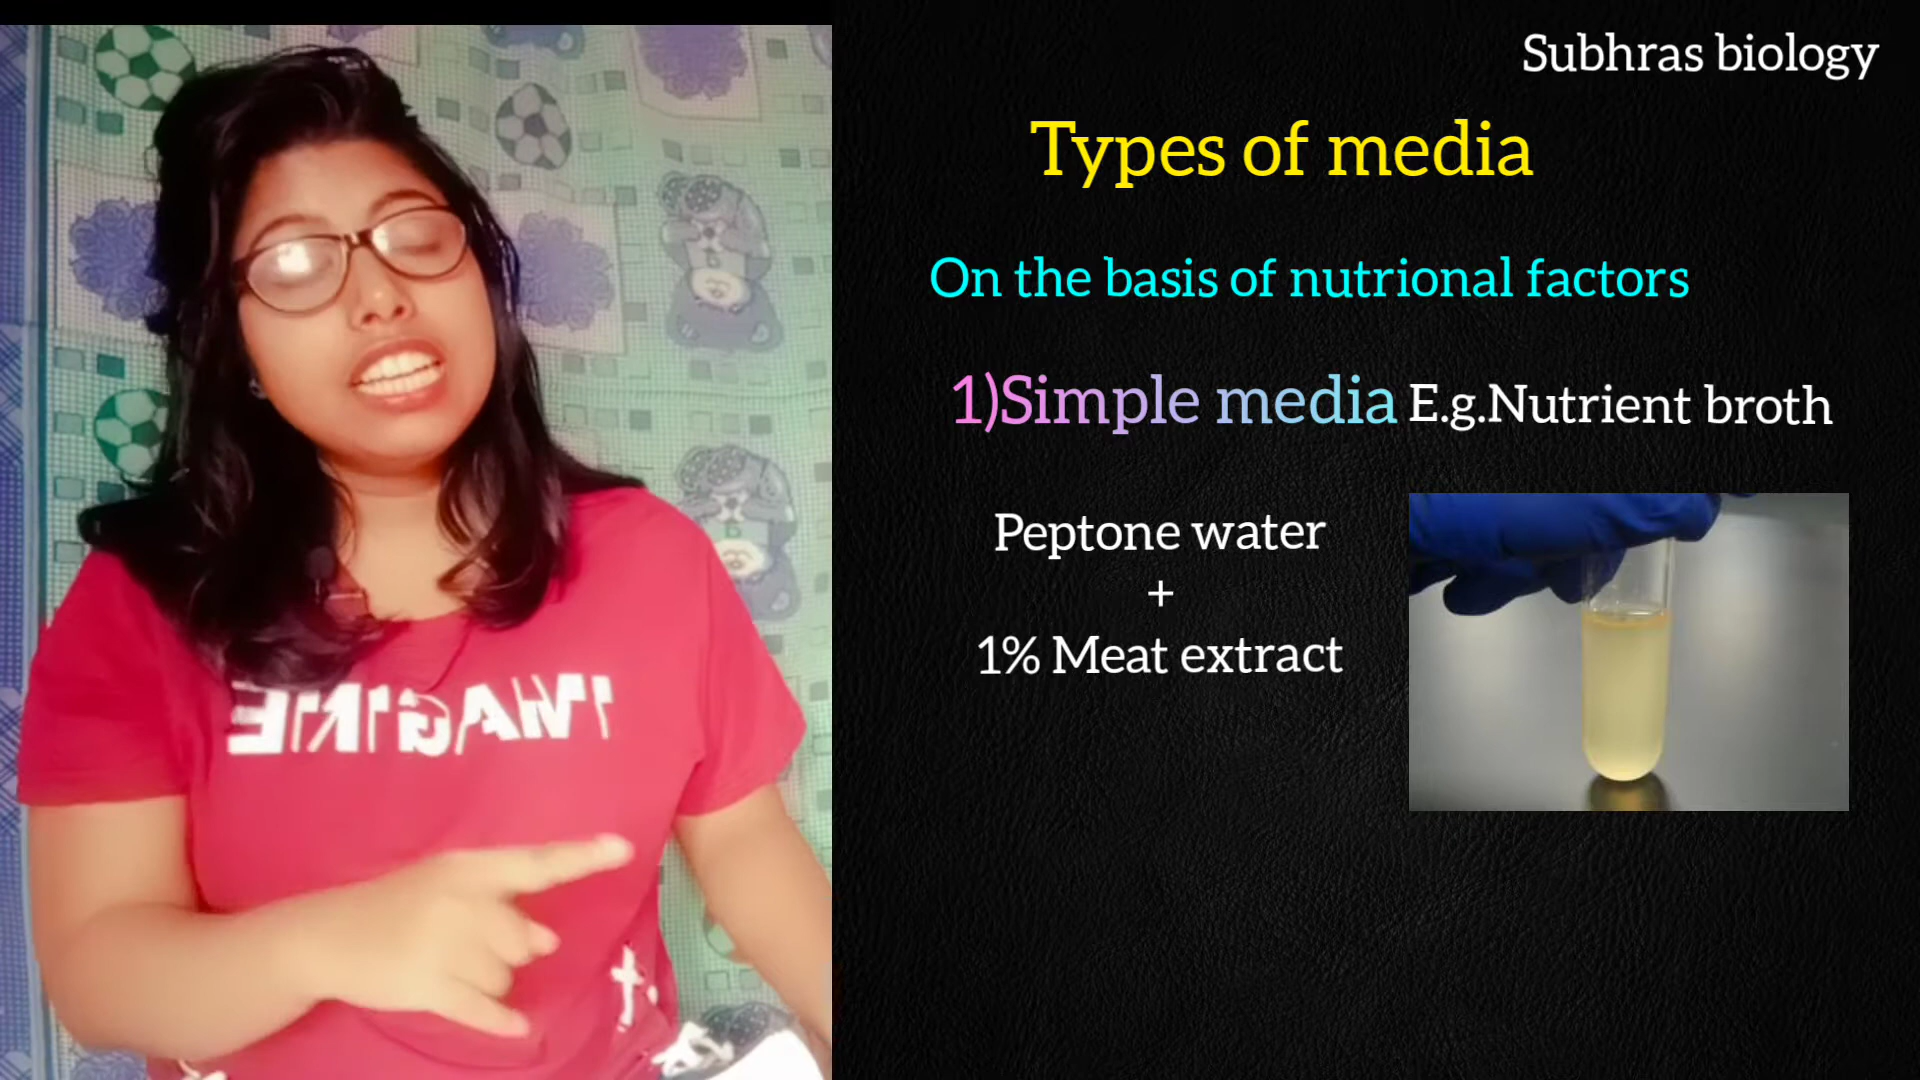 Subhras biology
Types of media
On the basis of nutrional factors
1)Simple media E.g.Nutrient broth
Peptone water
+
1% Meat extract
IMAGINE